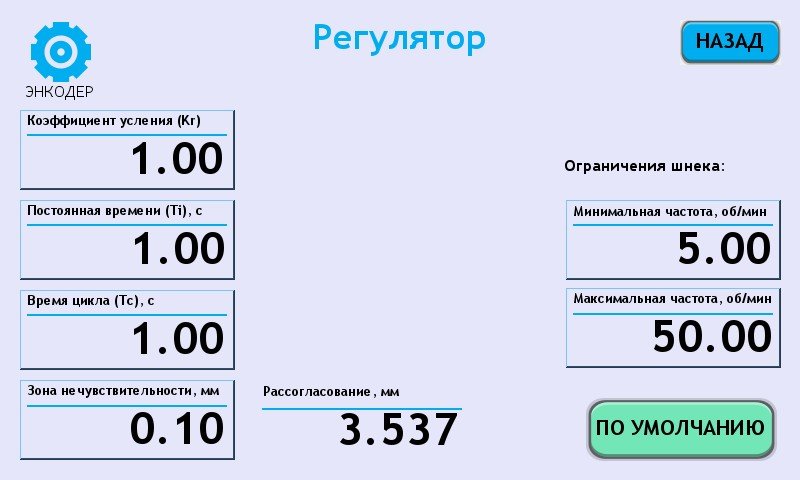 Регулятор
НАЗАД
ЭНКОДЕР
Коэффициент усления (Kr)
1.00
Постоянная времени (Ti), с
1.00
Время цикла (Тс), с
1.00
Зона нечувствительности, мм
0.10
Рассогласование, мм
3.537
Ограничения шнека:
Минимальная частота, об/мин
5.00
Максимальная частота, об/мин
50.00
ПО УМОЛЧАНИЮ